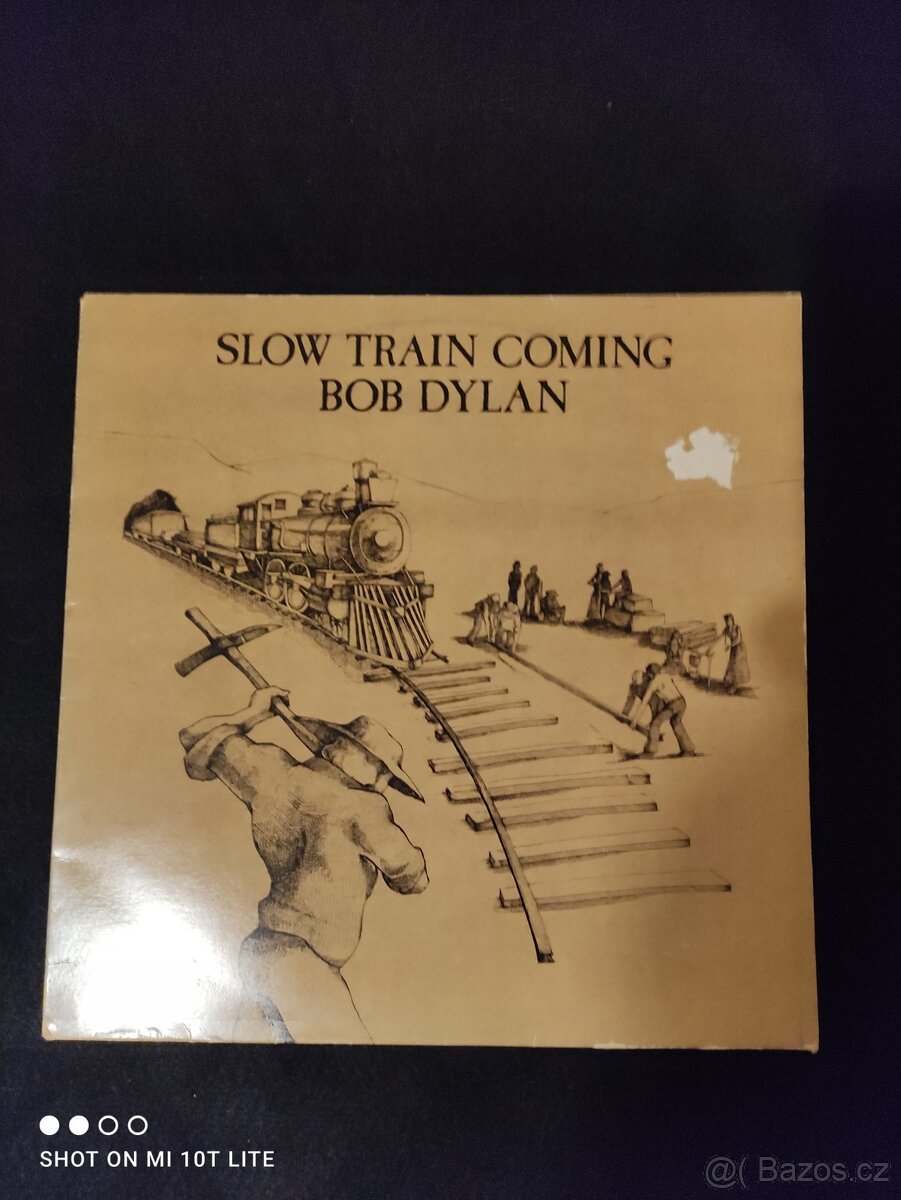 SLOW TRAIN COMING
BOB DYLAN
SHOT ON MI 10T LITE
@( Bazos.cz